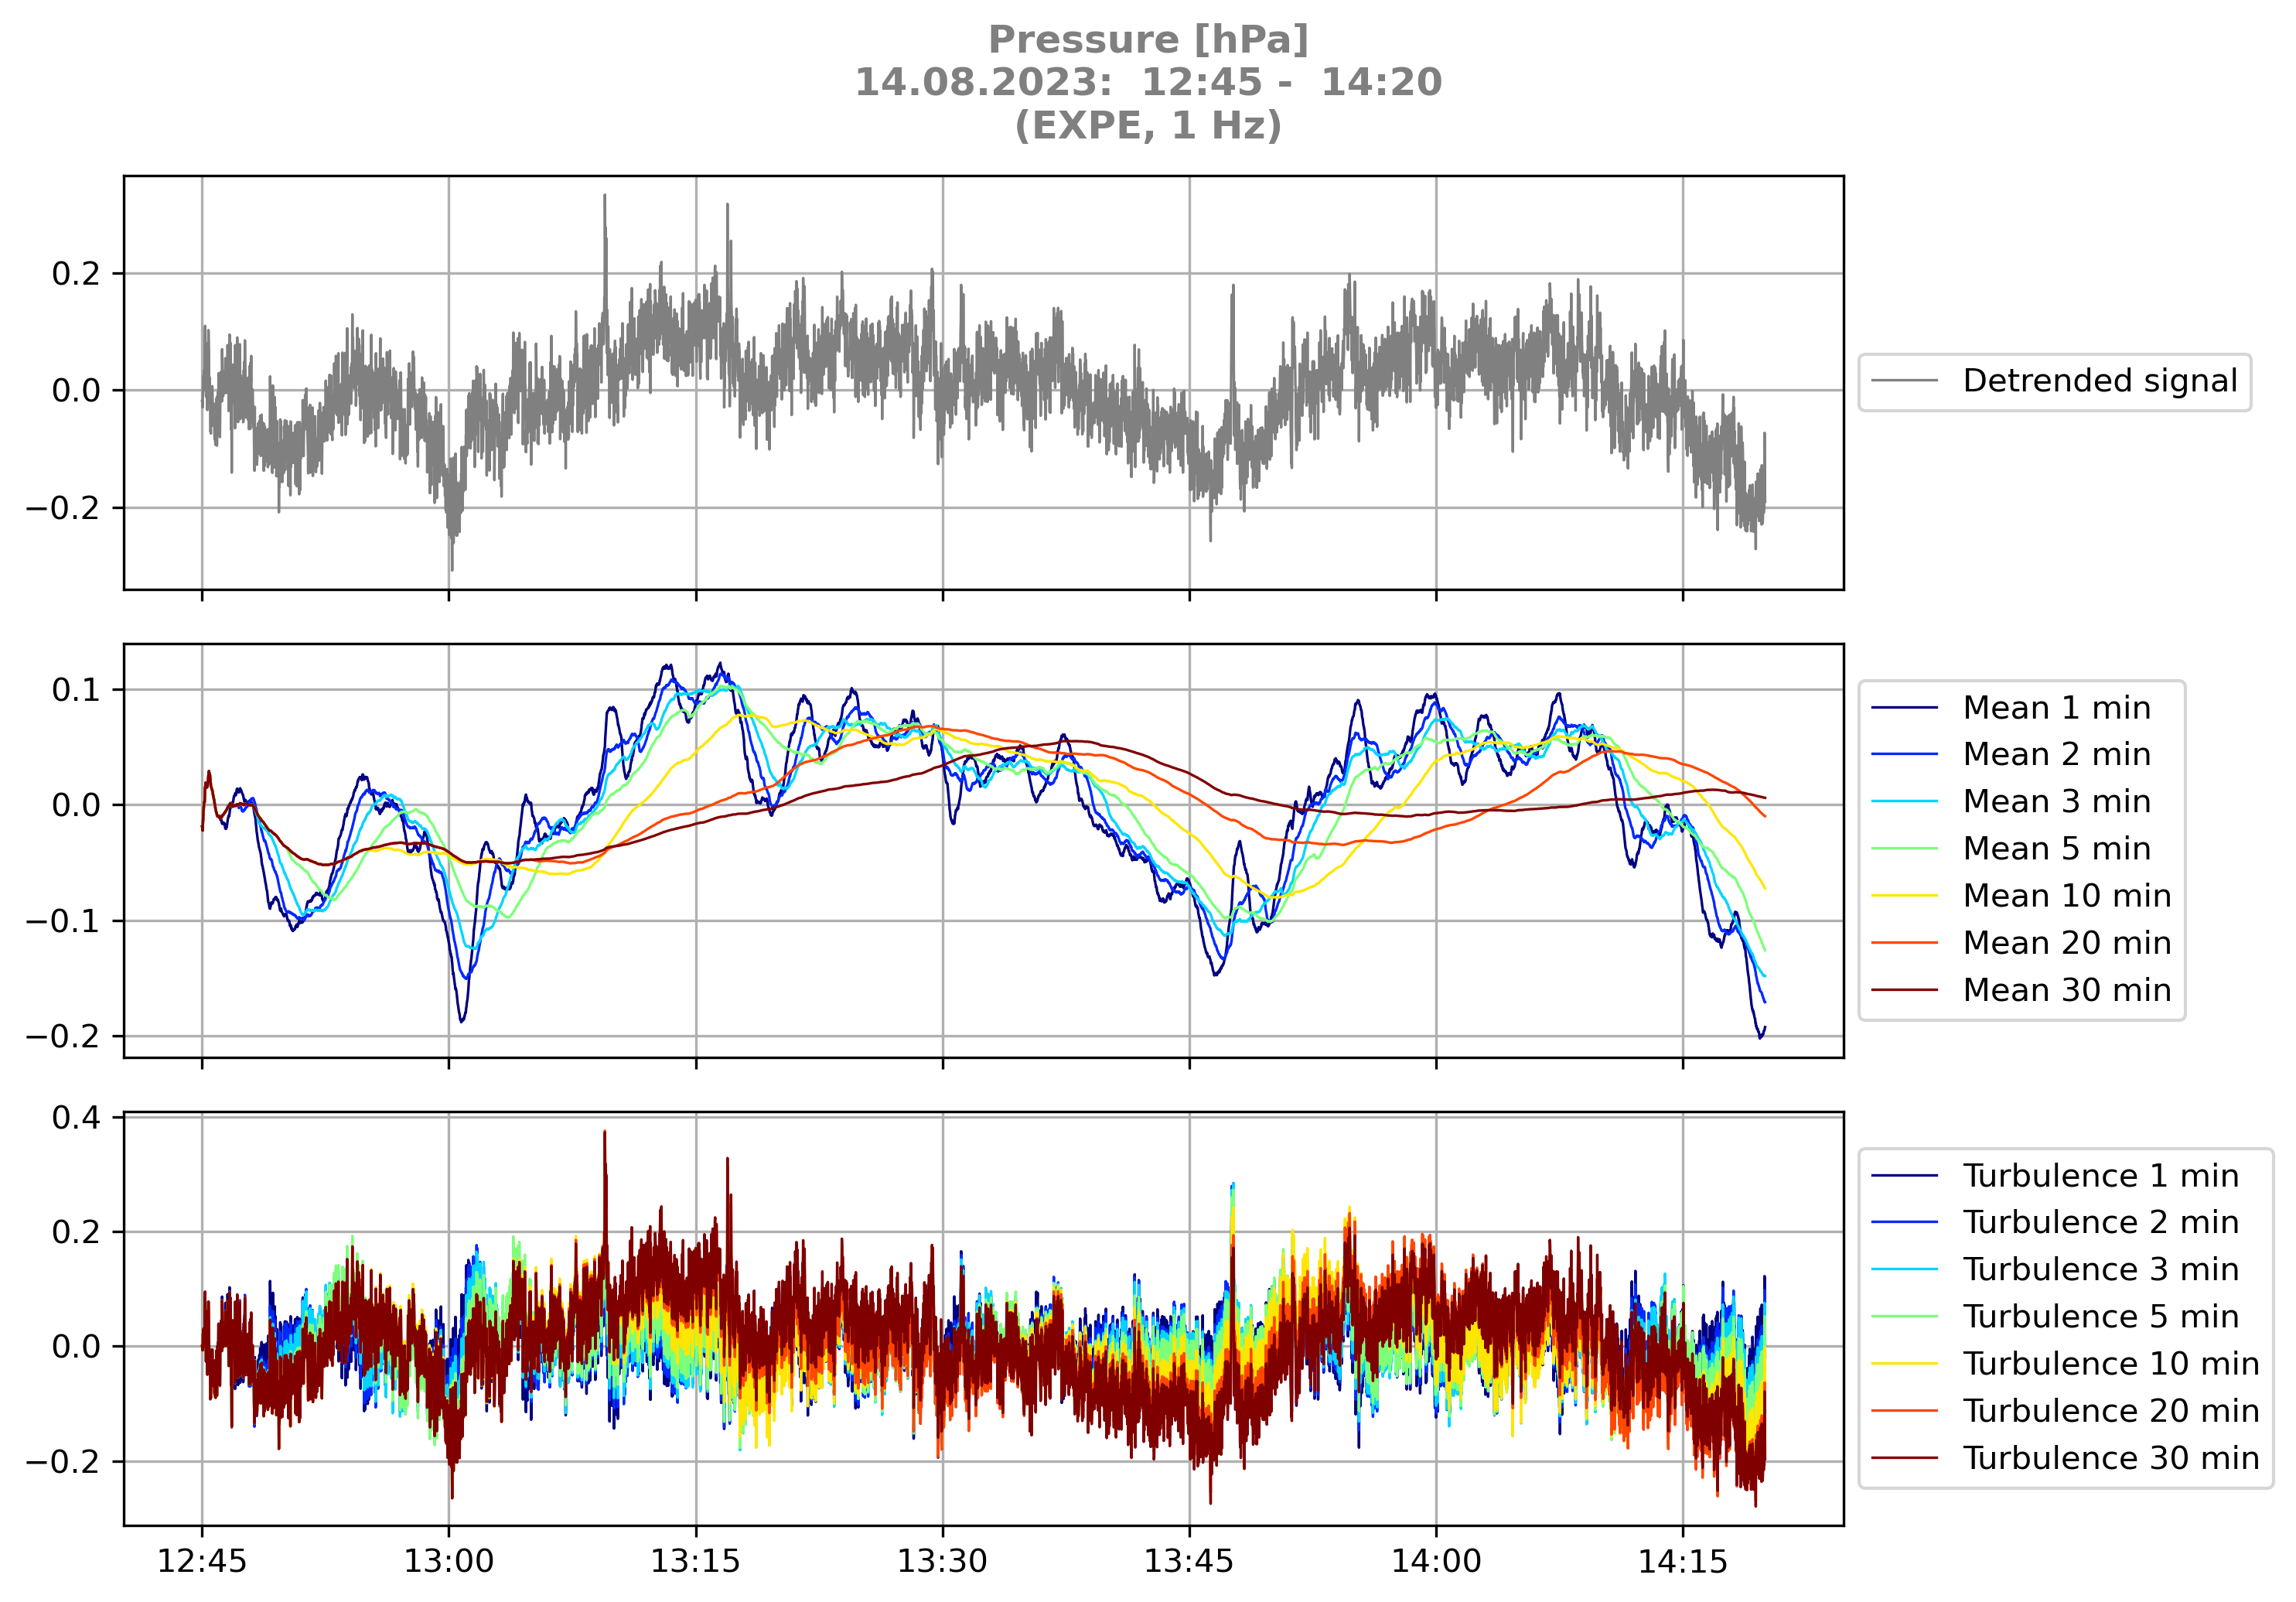 Pressure [hPa]
14.08.2023:  12:45 -  14:20
(EXPE, 1 Hz)
0.2
0.0
−0.2
Detrended signal
0.1
0.0
−0.1
−0.2
Mean 1 min
Mean 2 min
Mean 3 min
Mean 5 min
Mean 10 min
Mean 20 min
Mean 30 min
0.4
0.2
0.0
−0.2
Turbulence 1 min
Turbulence 2 min
Turbulence 3 min
Turbulence 5 min
Turbulence 10 min
Turbulence 20 min
Turbulence 30 min
12:45 13:00 13:15 13:30 13:45 14:00 14:15